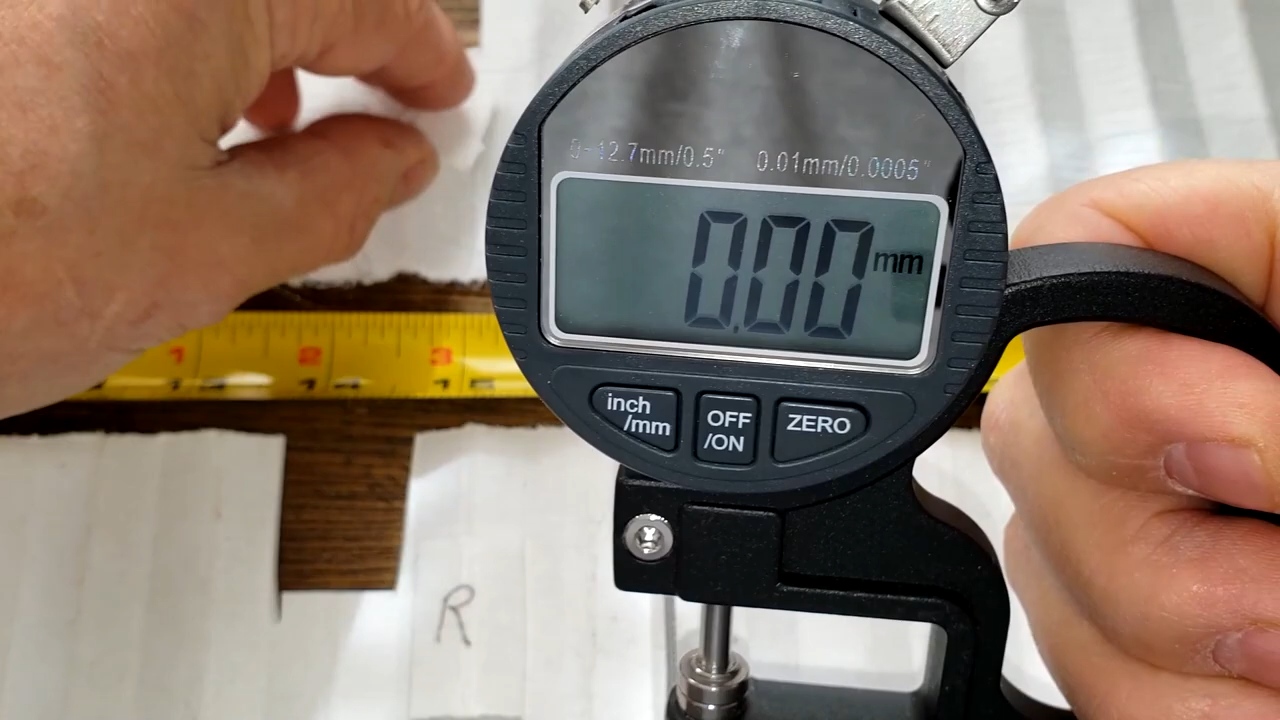 0-12.7mm/0.5" 0.01mm/0.0005"
0.00 mm
1 2 3
inch
/mm
OFF
/ON
ZERO
R